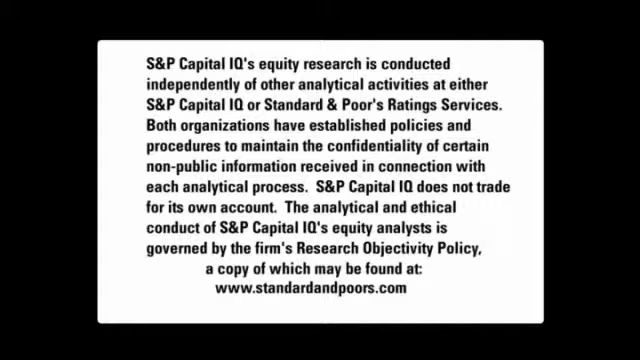 S&P Capital IQ's equity research is conducted
independently of other analytical activities at either
S&P Capital IQ or Standard & Poor's Ratings Services.
Both organizations have established policies and
procedures to maintain the confidentiality of certain
non-public information received in connection with
each analytical process.  S&P Capital IQ does not trade
for its own account.  The analytical and ethical
conduct of S&P Capital IQ's equity analysts is
governed by the firm's Research Objectivity Policy,
a copy of which may be found at:
www.standardandpoors.com